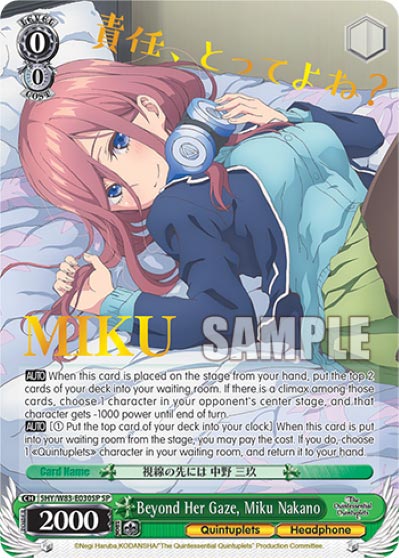 LEVEL
0
0
COST
責任、とってよね？
MIKU SAMPLE
AUTO When this card is placed on the stage from your hand, put the top 2
cards of your deck into your waiting room. If there is a climax among those
cards, choose 1 character in your opponent's center stage, and that
character gets -1000 power until end of turn.
AUTO [① Put the top card of your deck into your clock] When this card is put
into your waiting room from the stage, you may pay the cost. If you do, choose
1 «Quintuplets» character in your waiting room, and return it to your hand.
Card Name 視線の先には 中野 三玖
CH 5HY/W83-E030SP SP
Beyond Her Gaze, Miku Nakano
The Quintessential Quintuplets
2000
Quintuplets Headphone
©Negi Haruba,KODANSHA/"The Quintessential Quintuplets" Production Committee.